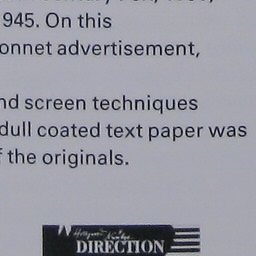 945. On this
onnet advertisement,
nd screen techniques
dull coated text paper was
f the originals.
DIRECTION